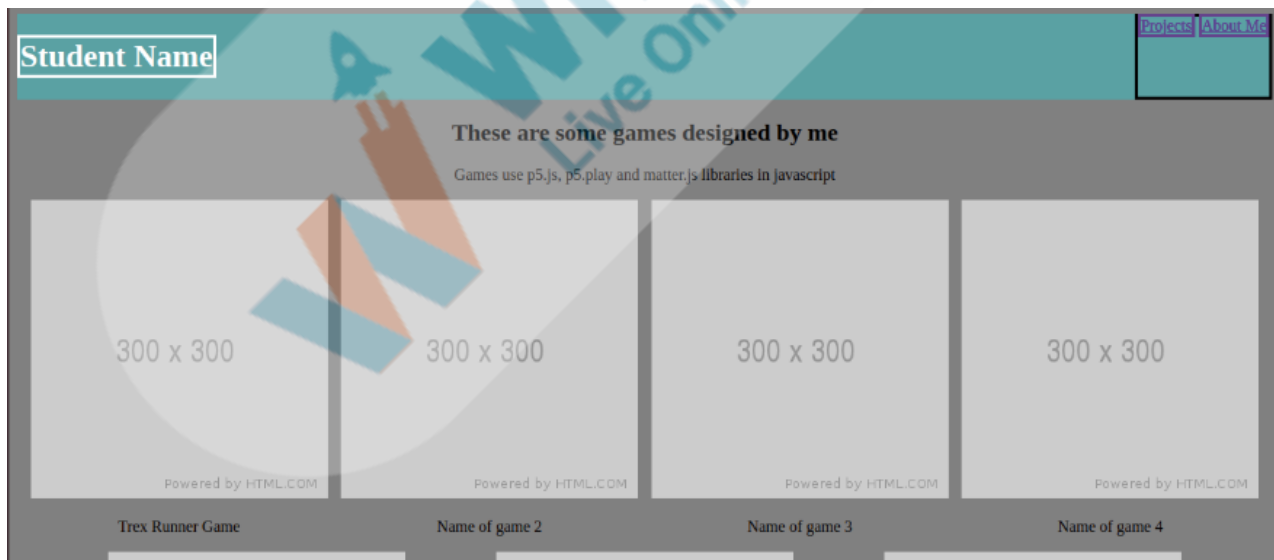 Student Name
Projects About Me
Live Onli
These are some games designed by me
Games use p5.js, p5.play and matter.js libraries in javascript
300 x 300 300 x 300 300 x 300 300 x 300
Powered by HTML.COM Powered by HTML.COM Powered by HTML.COM Powered by HTML.COM
Trex Runner Game Name of game 2 Name of game 3 Name of game 4